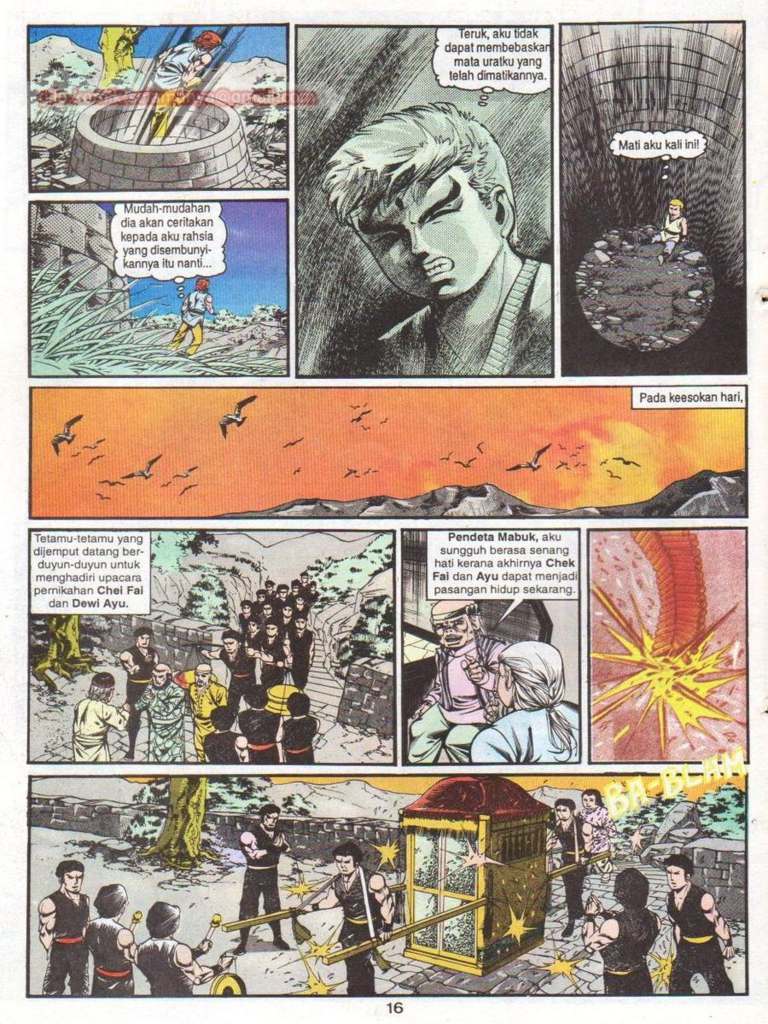 Teruk, aku tidak
dapat membebaskan
mata uratku yang
telah dimatikannya.
Mati aku kali ini!
Mudah-mudahan
dia akan ceritakan
kepada aku rahsia
yang disembunyi-
kannya itu nanti...
Pada keesokan hari,
Tetamu-tetamu yang
dijemput datang ber-
duyun-duyun untuk
menghadiri upacara
pernikahan Chei Fai
dan Dewi Ayu.
Pendeta Mabuk, aku
sungguh berasa senang
hati kerana akhirnya Chek
Fai dan Ayu dapat menjadi
pasangan hidup sekarang.
BA-BLAM
16